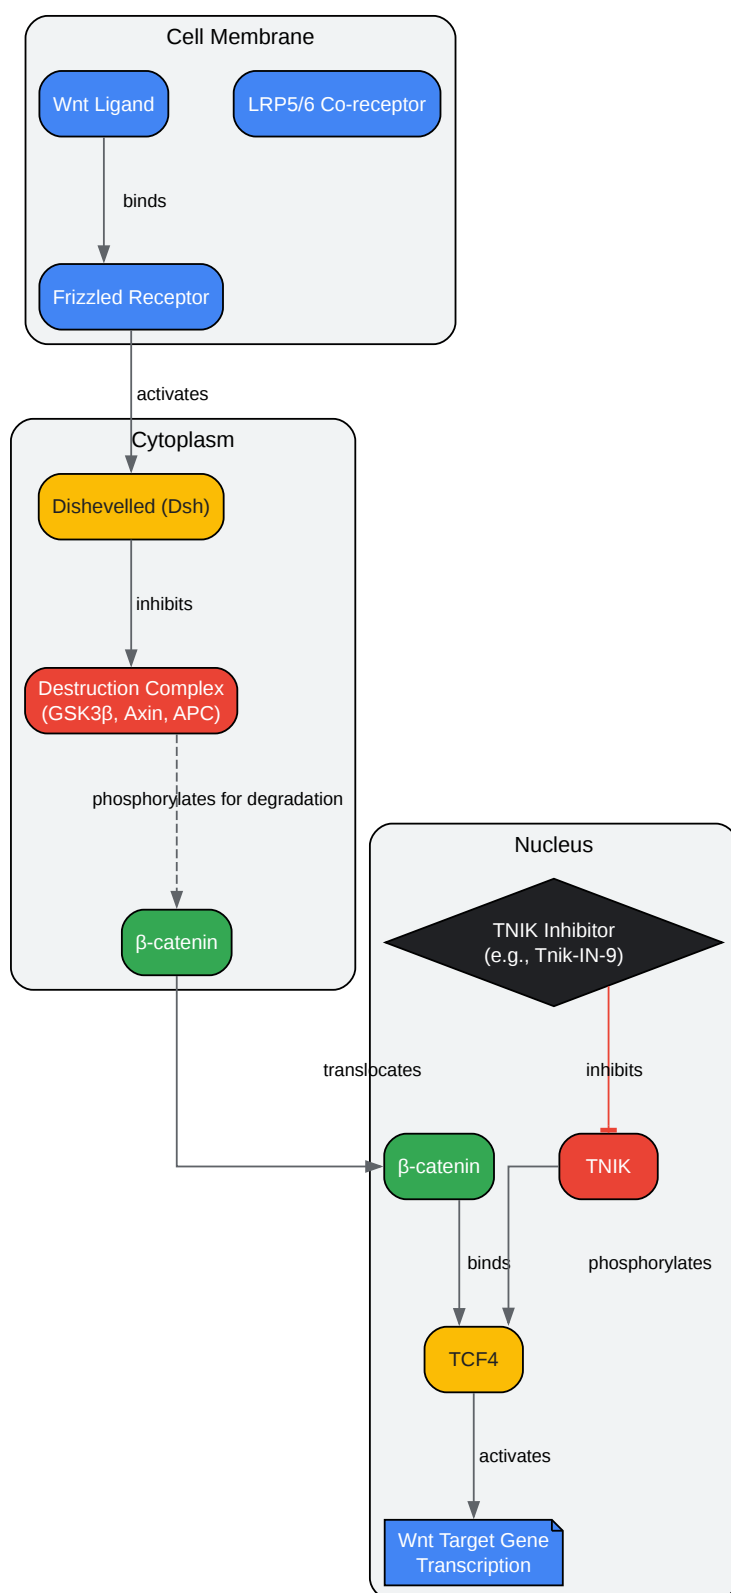 Cell Membrane
Wnt Ligand
LRP5/6 Co-receptor
binds
Frizzled Receptor
activates
Cytoplasm
Dishevelled (Dsh)
inhibits
Destruction Complex
(GSK3β, Axin, APC)
phosphorylates for degradation
β-catenin
Nucleus
TNIK Inhibitor
(e.g., Tnik-IN-9)
translocates
inhibits
β-catenin
TNIK
binds
phosphorylates
TCF4
activates
Wnt Target Gene
Transcription